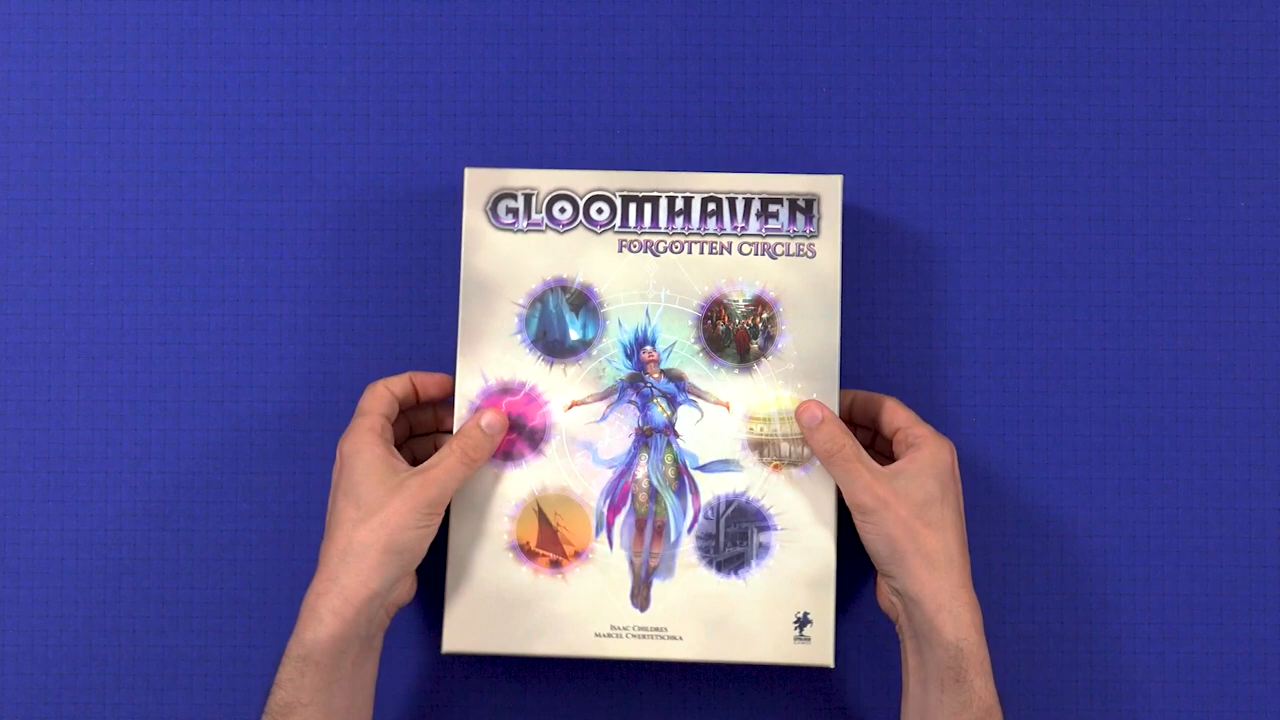 GLOOMHAVEN
FORGOTTEN CIRCLES
ISAAC CHILDRES
MARCEL CWERTETSCHKA